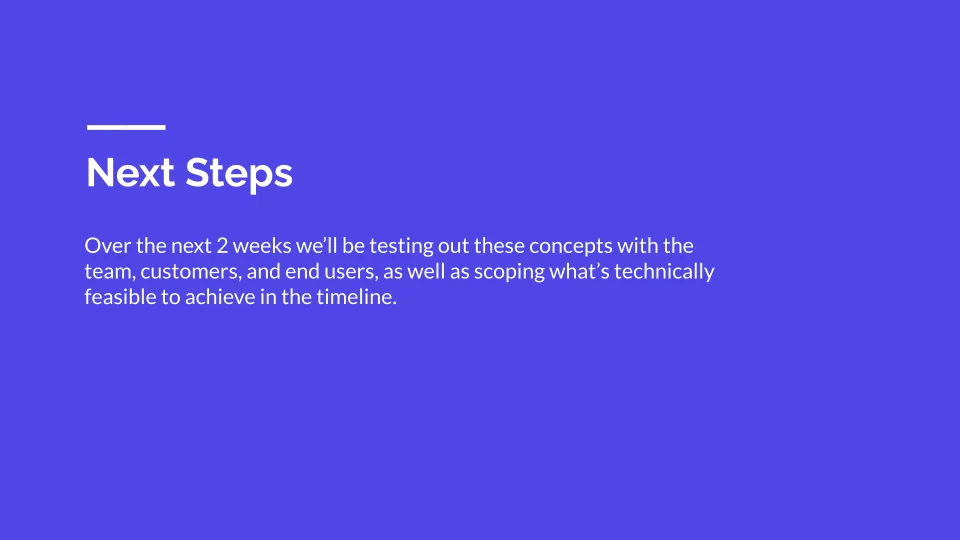 Next Steps
Over the next 2 weeks we’ll be testing out these concepts with the
team, customers, and end users, as well as scoping what’s technically
feasible to achieve in the timeline.